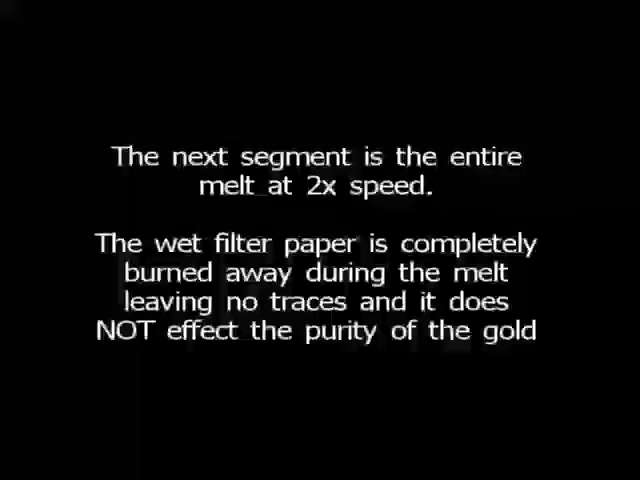 The next segment is the entire
melt at 2x speed.
The wet filter paper is completely
burned away during the melt
leaving no traces and it does
NOT effect the purity of the gold